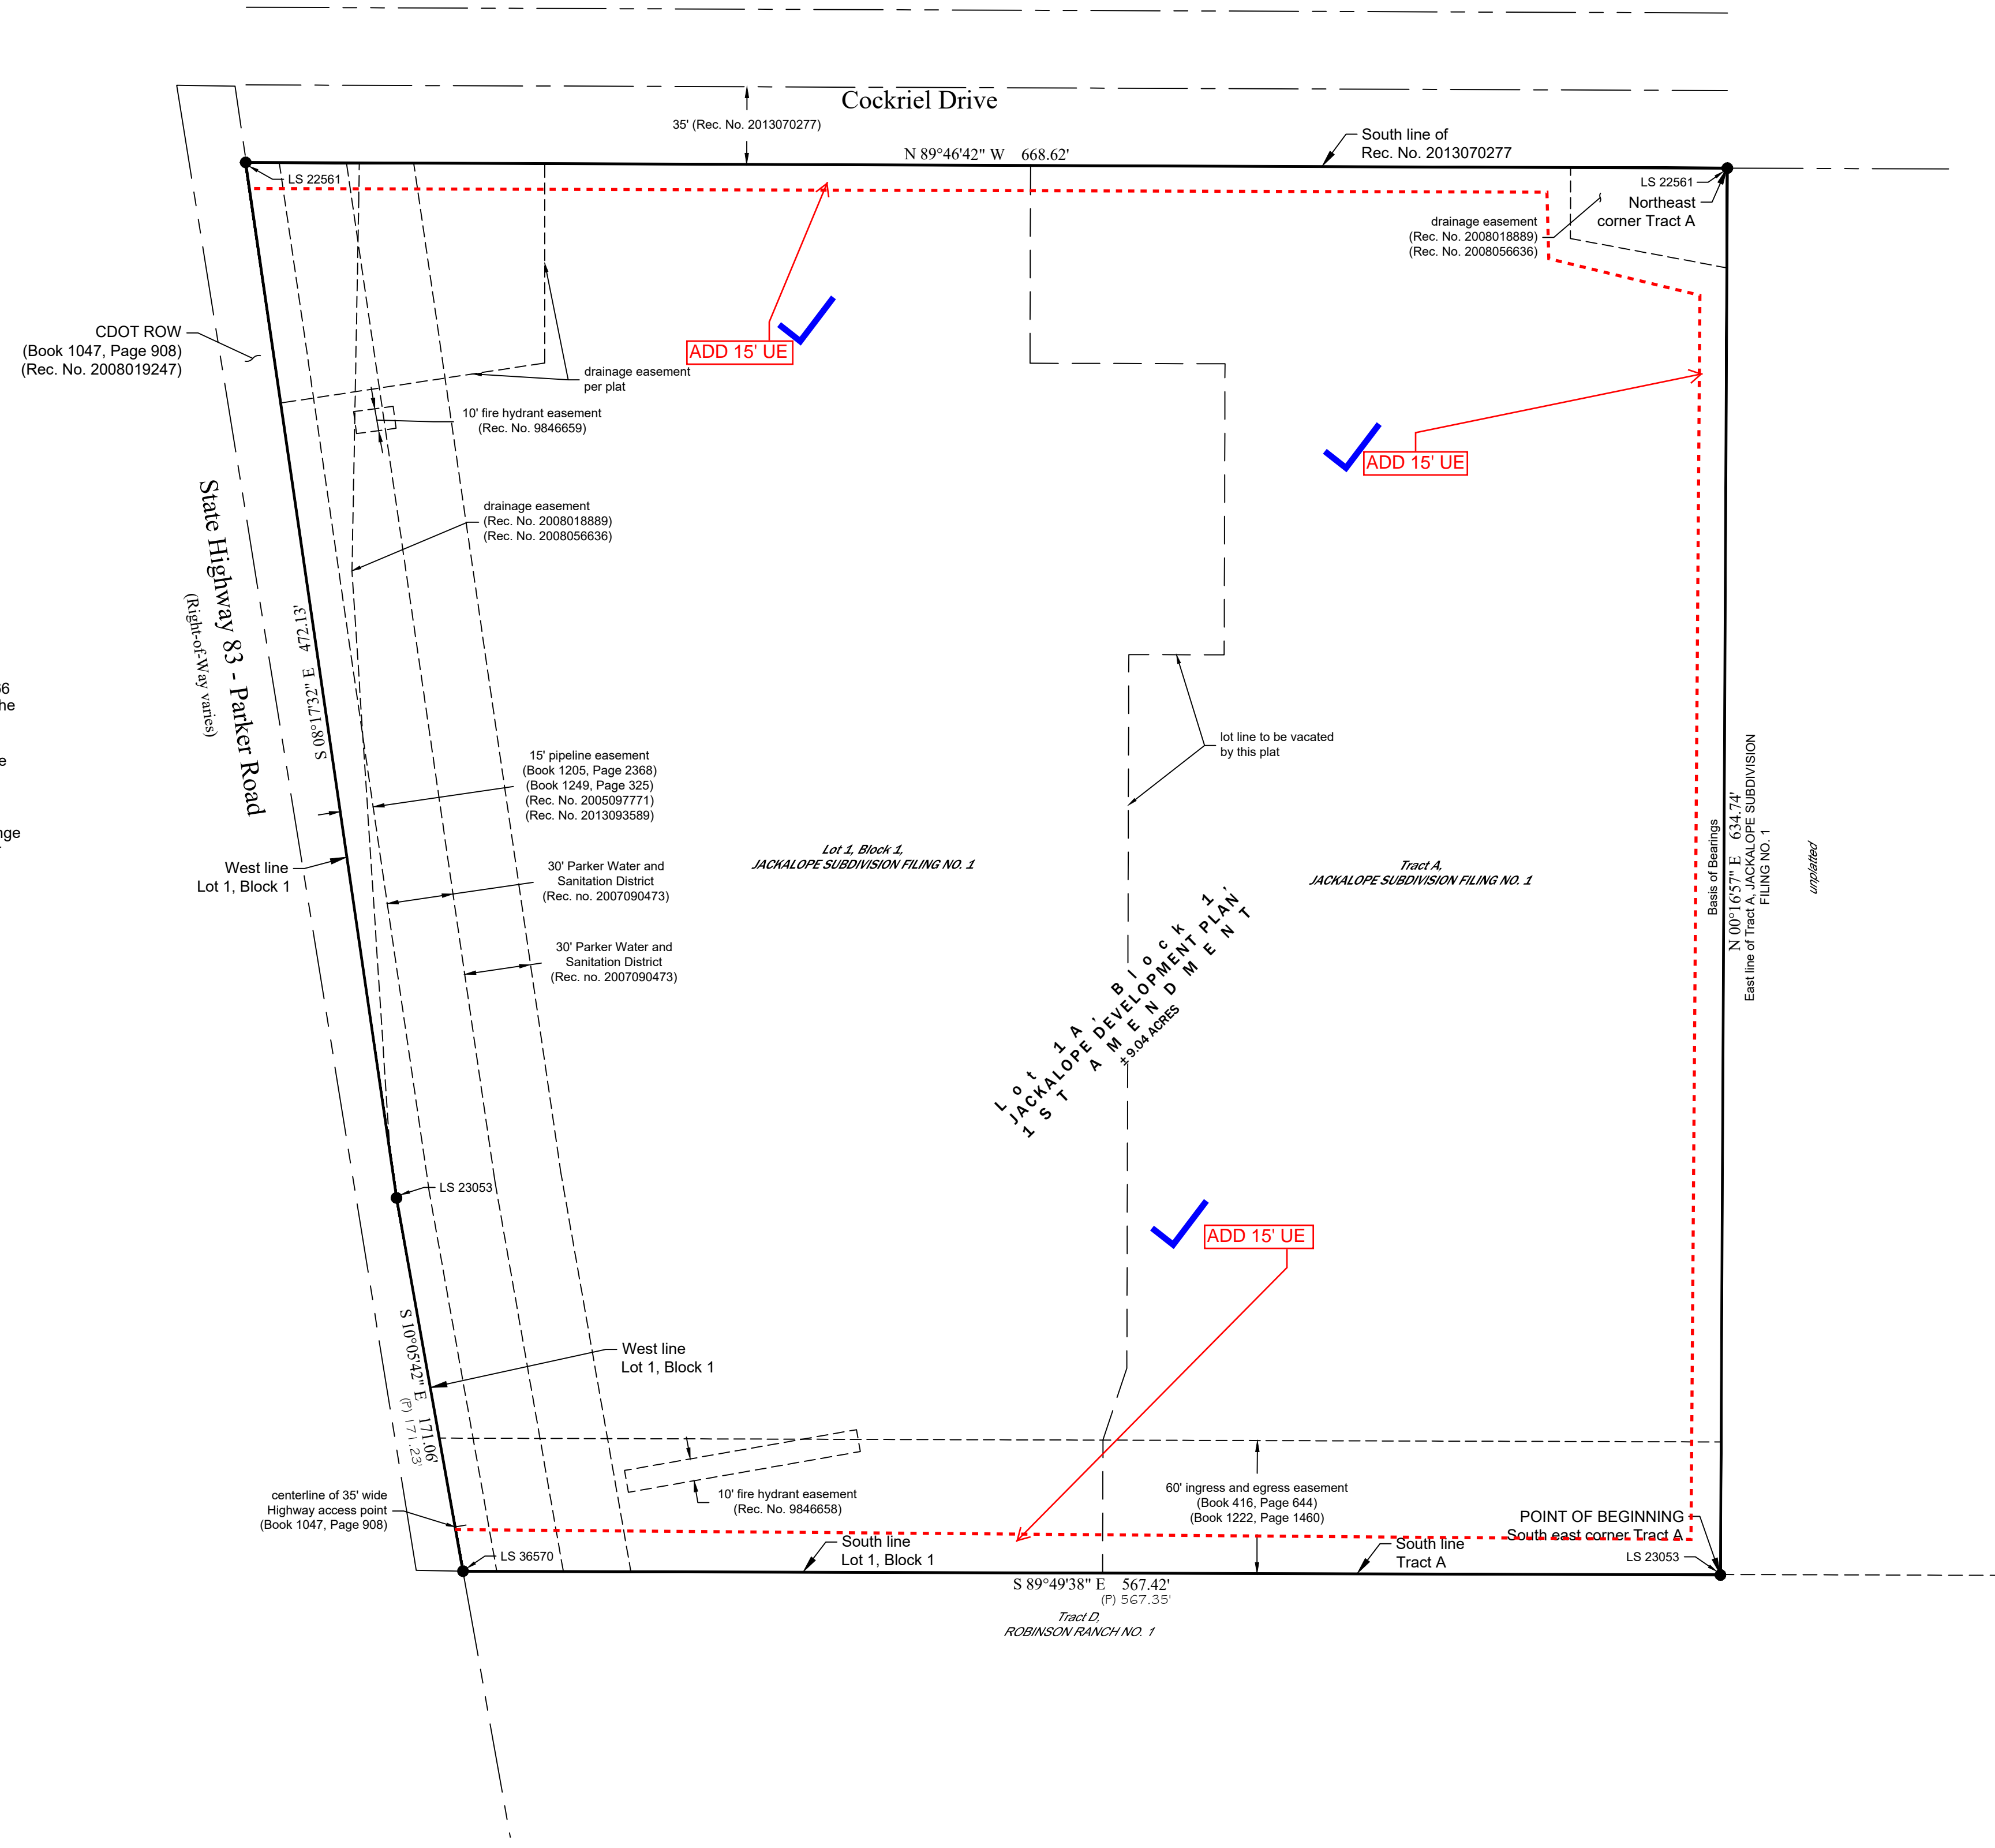 Cockriel Drive
35' (Rec. No. 2013070277)
N 89°46'42" W 668.62'
South line of
Rec. No. 2013070277
LS 22561
LS 22561
Northeast
corner Tract A
drainage easement
(Rec. No. 2008018889)
(Rec. No. 2008056636)
CDOT ROW
(Book 1047, Page 908)
(Rec. No. 2008019247)
ADD 15' UE
drainage easement
per plat
10' fire hydrant easement
(Rec. No. 9846659)
ADD 15' UE
State Highway 83 - Parker Road
(Right-of-Way varies)
drainage easement
(Rec. No. 2008018889)
(Rec. No. 2008056636)
S 08°17'32" E 472.13'
lot line to be vacated
by this plat
15' pipeline easement
(Book 1205, Page 2368)
(Book 1249, Page 325)
(Rec. No. 2005097771)
(Rec. No. 2013093589)
West line
Lot 1, Block 1
30' Parker Water and
Sanitation District
(Rec. no. 2007090473)
Lot 1, Block 1,
JACKALOPE SUBDIVISION FILING NO. 1
Tract A,
JACKALOPE SUBDIVISION FILING NO. 1
Basis of Bearings
N 00°16'57" E 634.74'
East line of Tract A, JACKALOPE SUBDIVISION
FILING NO. 1
unplatted
30' Parker Water and
Sanitation District
(Rec. no. 2007090473)
Lot 1A, Block 1,
JACKALOPE DEVELOPMENT PLAN
1ST AMENDMENT
± 9.04 ACRES
LS 23053
ADD 15' UE
S 10°05'42" E 171.06'
(P) 171.23'
West line
Lot 1, Block 1
centerline of 35' wide
Highway access point
(Book 1047, Page 908)
10' fire hydrant easement
(Rec. No. 9846658)
60' ingress and egress easement
(Book 416, Page 644)
(Book 1222, Page 1460)
POINT OF BEGINNING
South east corner Tract A
LS 36570
South line
Lot 1, Block 1
South line
Tract A
LS 23053
S 89°49'38" E 567.42'
(P) 567.35'
Tract D,
ROBINSON RANCH NO. 1